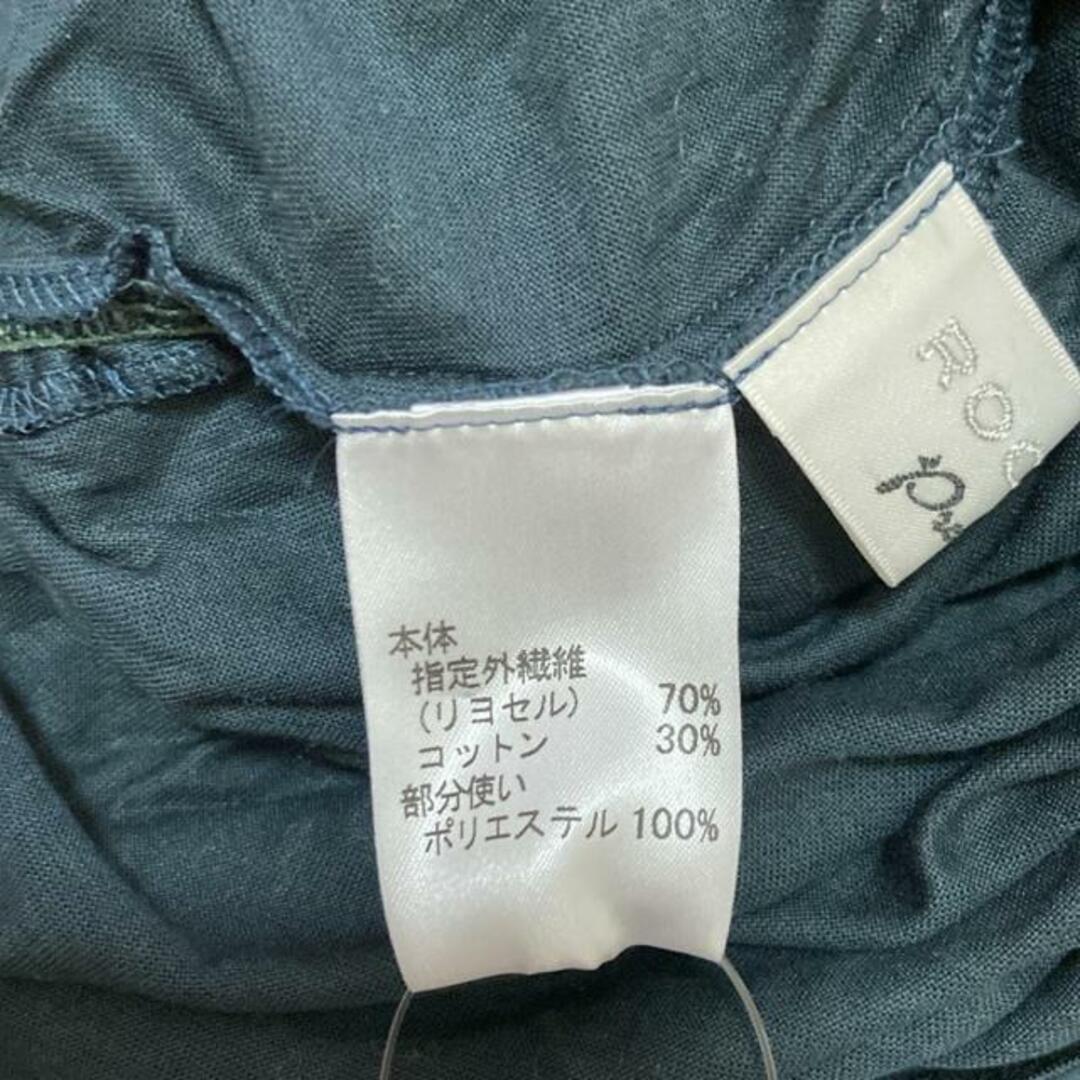 本体
指定外繊維
(リヨセル) 70%
コットン 30%
部分使い
ポリエステル 100%